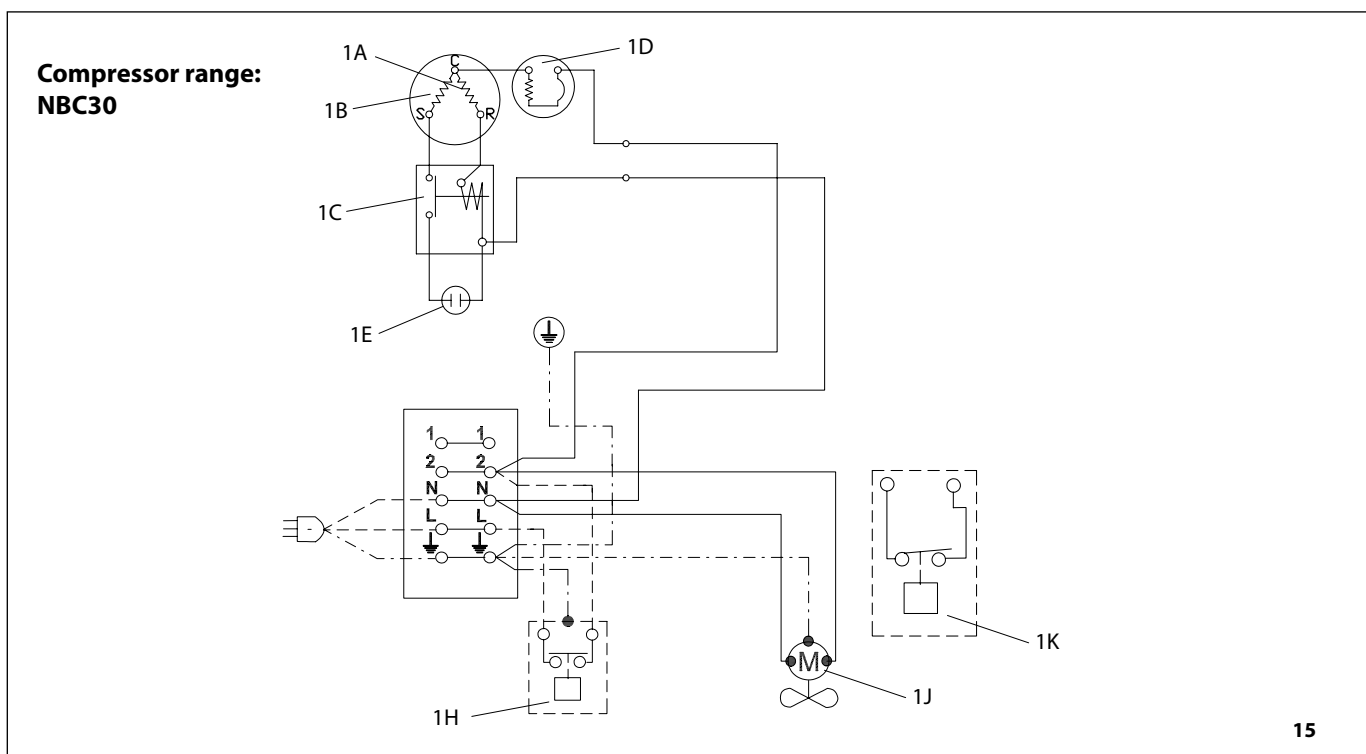 Compressor range:
NBC30
1A
1D
C
1B
S
R
1C
1E
1 1
2 2
N N
L L
M
1K
1J
1H
15